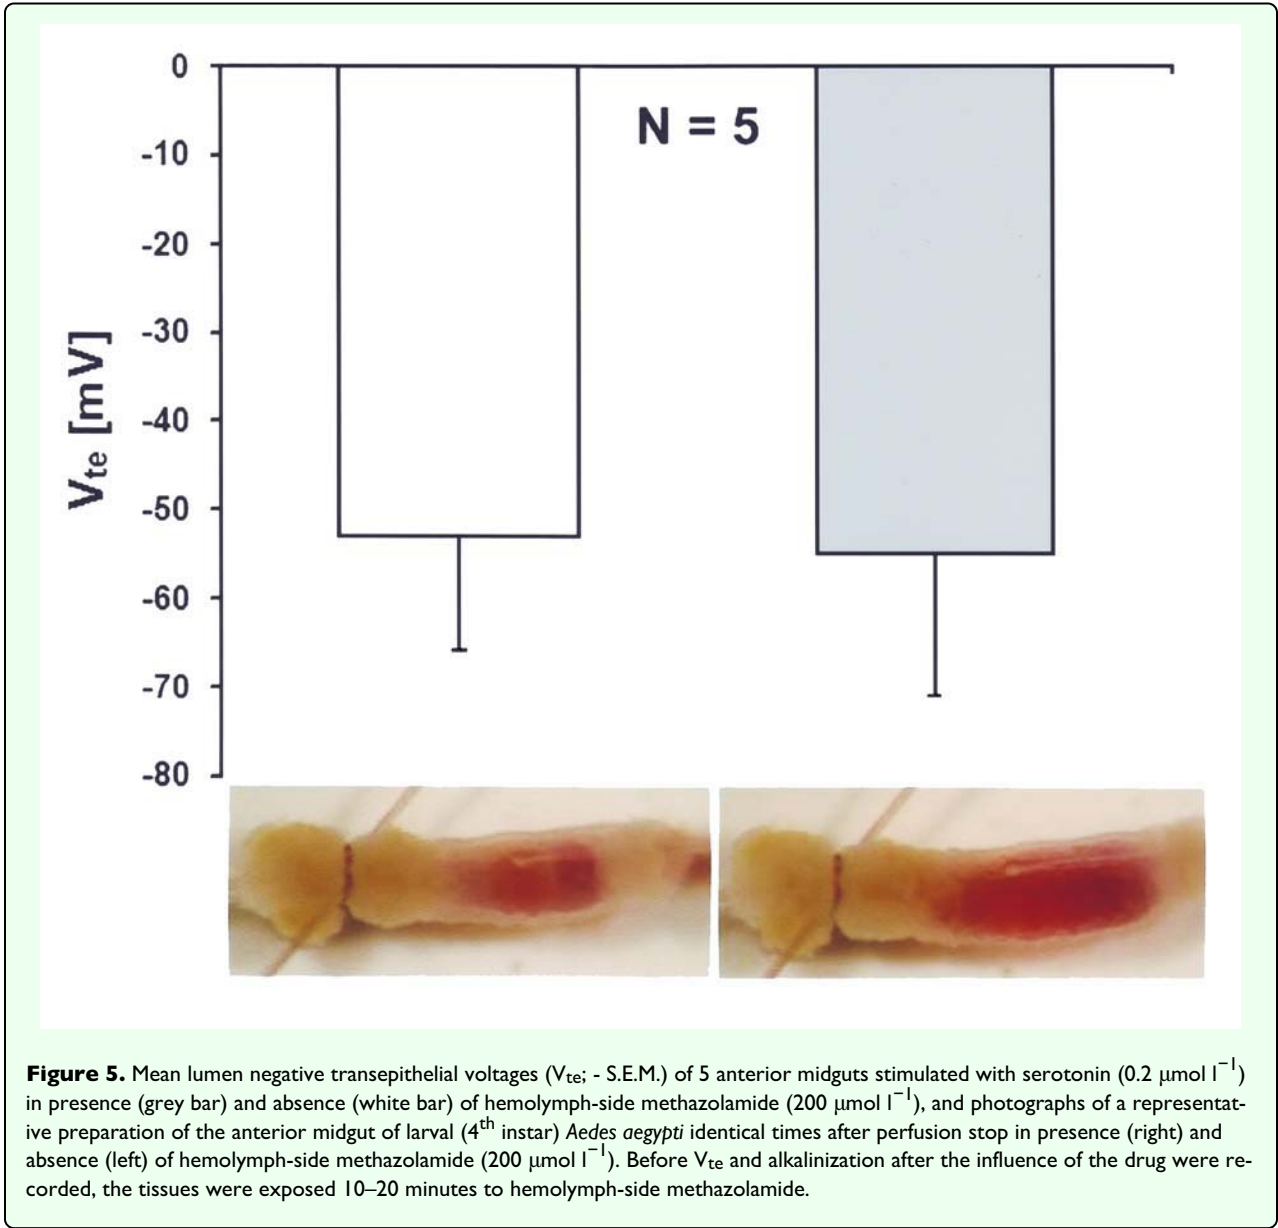 0
N = 5
-10
-20
-30
-40
-50
-60
-70
-80
Vte [mV]
Figure 5. Mean lumen negative transepithelial voltages (Vte; - S.E.M.) of 5 anterior midguts stimulated with serotonin (0.2 μmol l−1)
in presence (grey bar) and absence (white bar) of hemolymph-side methazolamide (200 μmol l−1), and photographs of a representat-
ive preparation of the anterior midgut of larval (4th instar) Aedes aegypti identical times after perfusion stop in presence (right) and
absence (left) of hemolymph-side methazolamide (200 μmol l−1). Before Vte and alkalinization after the influence of the drug were re-
corded, the tissues were exposed 10–20 minutes to hemolymph-side methazolamide.